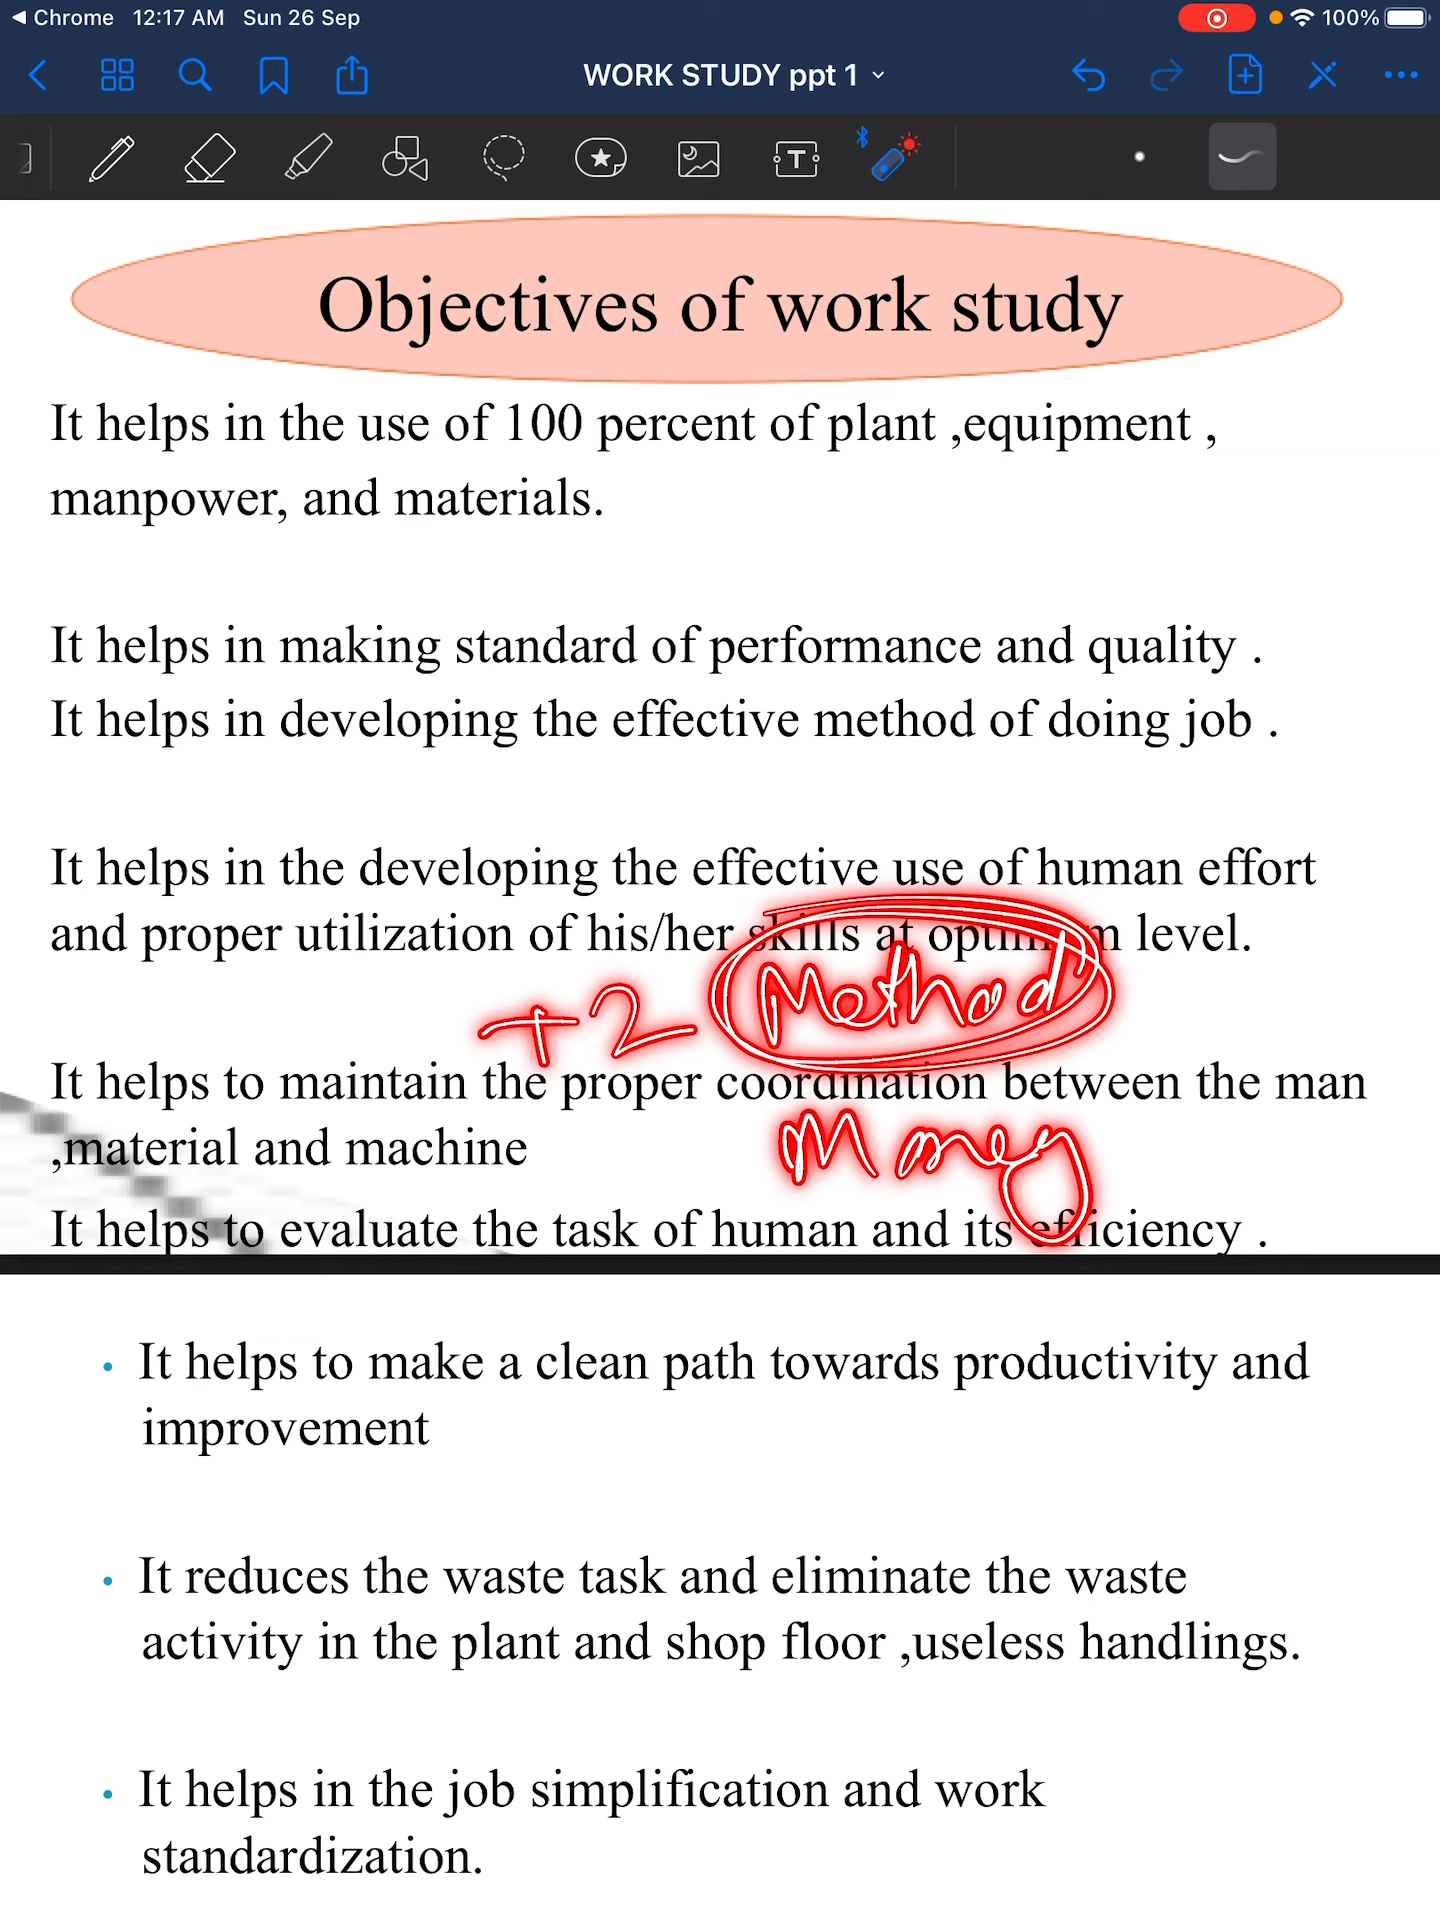 Chrome 12:17 AM Sun 26 Sep 100%
WORK STUDY ppt 1
T
Objectives of work study
It helps in the use of 100 percent of plant ,equipment ,
manpower, and materials.
It helps in making standard of performance and quality .
It helps in developing the effective method of doing job .
It helps in the developing the effective use of human effort
and proper utilization of his/her skills at optimum level.
+2 Method
It helps to maintain the proper coordination between the man
,material and machine
Money
It helps to evaluate the task of human and its efficiency .
• It helps to make a clean path towards productivity and
improvement
• It reduces the waste task and eliminate the waste
activity in the plant and shop floor ,useless handlings.
• It helps in the job simplification and work
standardization.